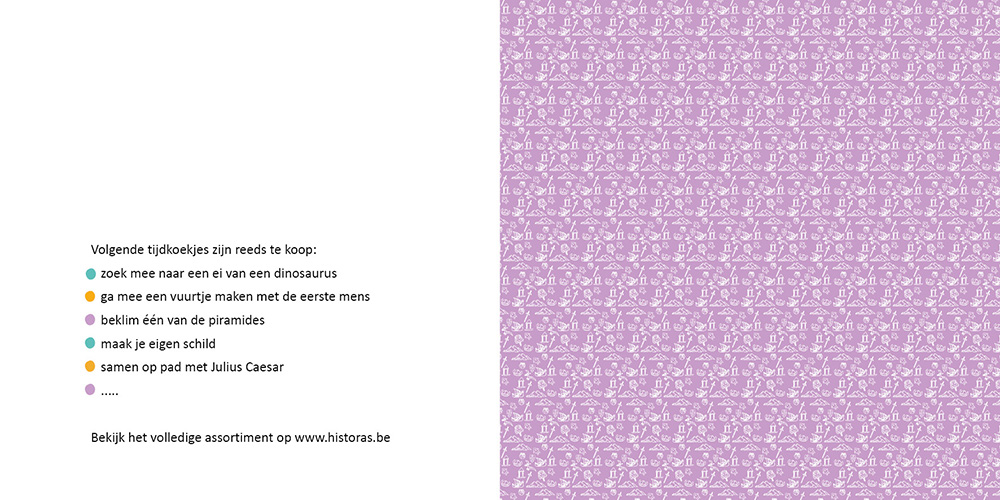 Volgende tijdkoekjes zijn reeds te koop:
zoek mee naar een ei van een dinosaurus
ga mee een vuurtje maken met de eerste mens
beklim één van de piramides
maak je eigen schild
samen op pad met Julius Caesar
.....
Bekijk het volledige assortiment op www.historas.be